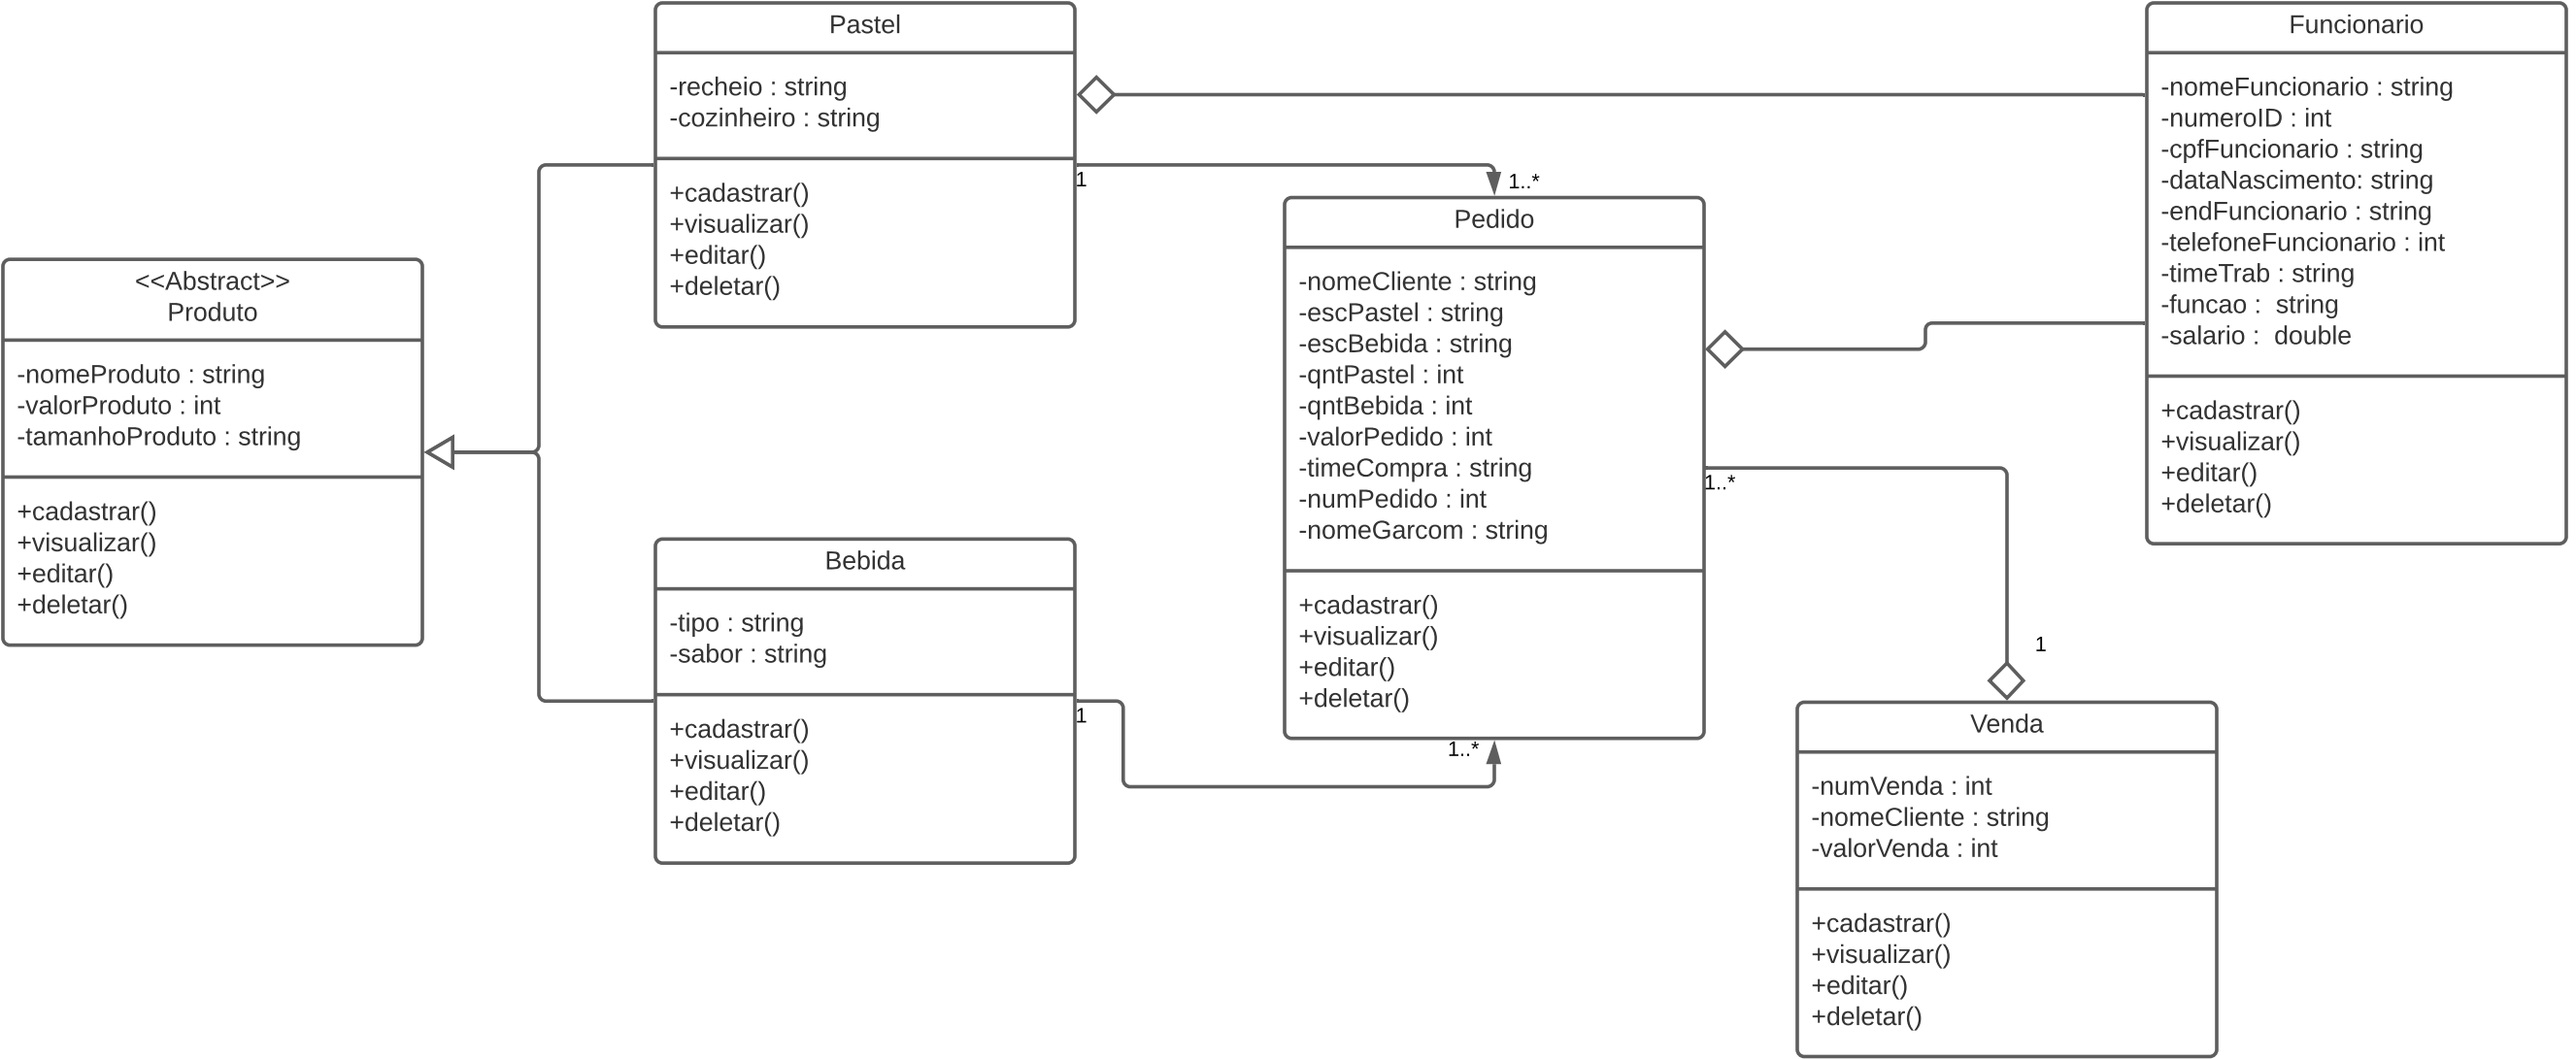 Pastel
-recheio : string
-cozinheiro : string
+cadastrar()
+visualizar()
+editar()
+deletar()
1
1..*
Funcionario
-nomeFuncionario : string
-numeroID : int
-cpfFuncionario : string
-dataNascimento: string
-endFuncionario : string
-telefoneFuncionario : int
-timeTrab : string
-funcao :  string
-salario :  double
+cadastrar()
+visualizar()
+editar()
+deletar()
<<Abstract>>
Produto
-nomeProduto : string
-valorProduto : int
-tamanhoProduto : string
+cadastrar()
+visualizar()
+editar()
+deletar()
Pedido
-nomeCliente : string
-escPastel : string
-escBebida : string
-qntPastel : int
-qntBebida : int
-valorPedido : int
-timeCompra : string
-numPedido : int
-nomeGarcom : string
+cadastrar()
+visualizar()
+editar()
+deletar()
1..*
1
Bebida
-tipo : string
-sabor : string
+cadastrar()
+visualizar()
+editar()
+deletar()
1
1..*
Venda
-numVenda : int
-nomeCliente : string
-valorVenda : int
+cadastrar()
+visualizar()
+editar()
+deletar()